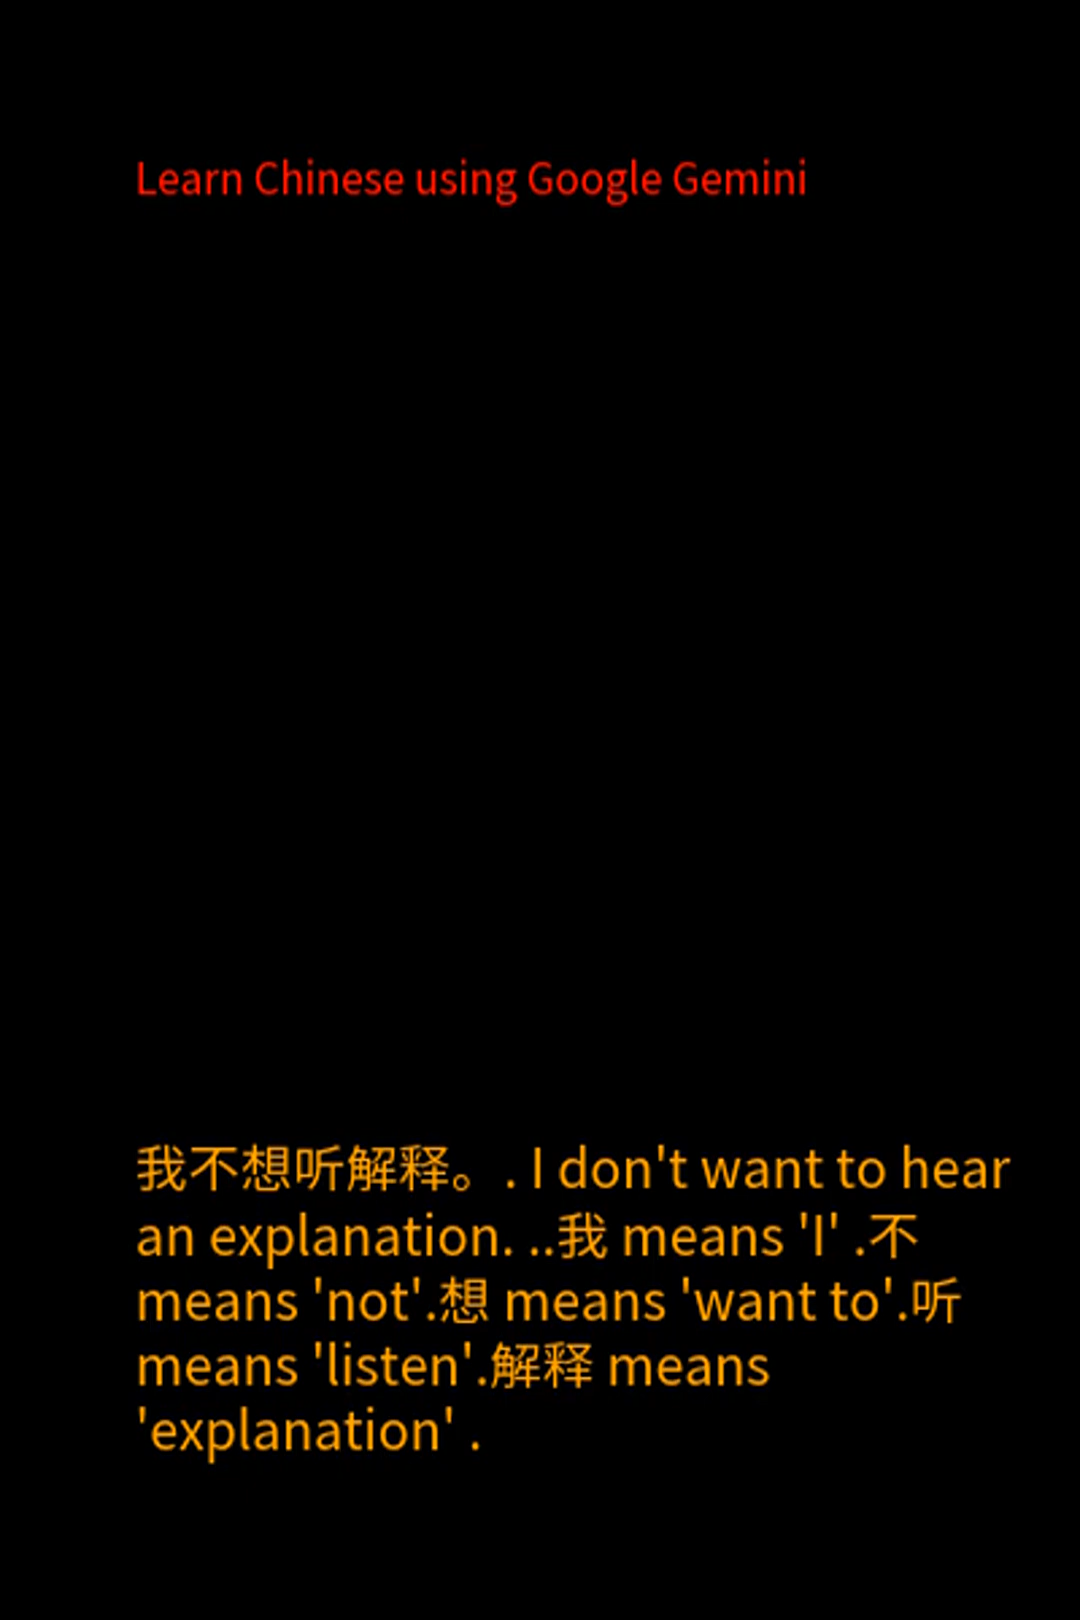 Learn Chinese using Google Gemini
我不想听解释。. I don't want to hear
an explanation. ..我 means 'I' .不
means 'not'.想 means 'want to'.听
means 'listen'.解释 means
'explanation' .